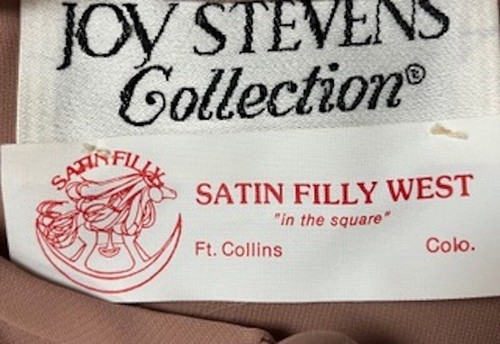 JOY STEVENS
Collection®
SATIN FILLY
SATIN FILLY WEST
"in the square"
Ft. Collins Colo.